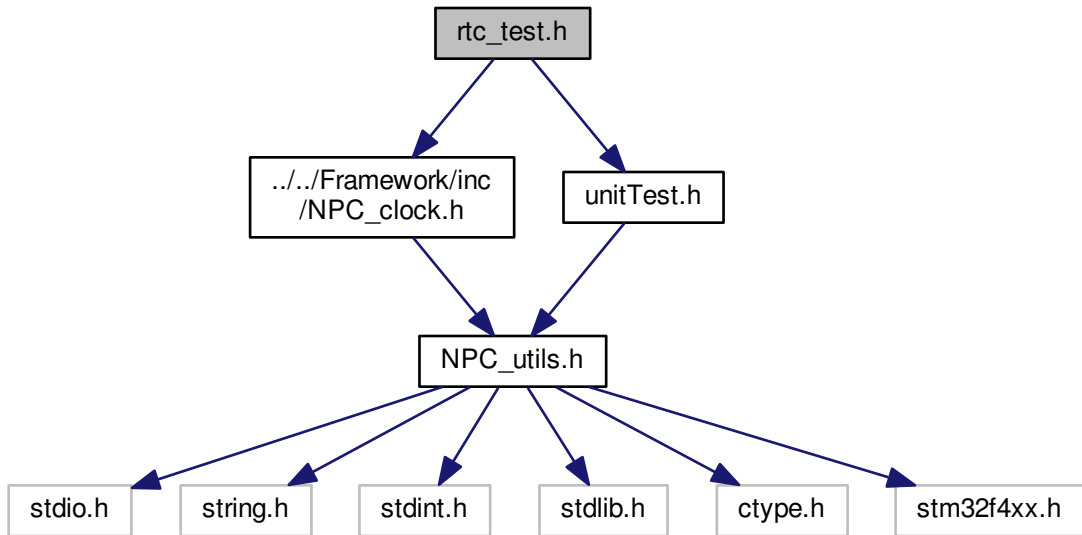 rtc_test.h
../../Framework/inc
/NPC_clock.h
unitTest.h
NPC_utils.h
stdio.h
string.h
stdint.h
stdlib.h
ctype.h
stm32f4xx.h